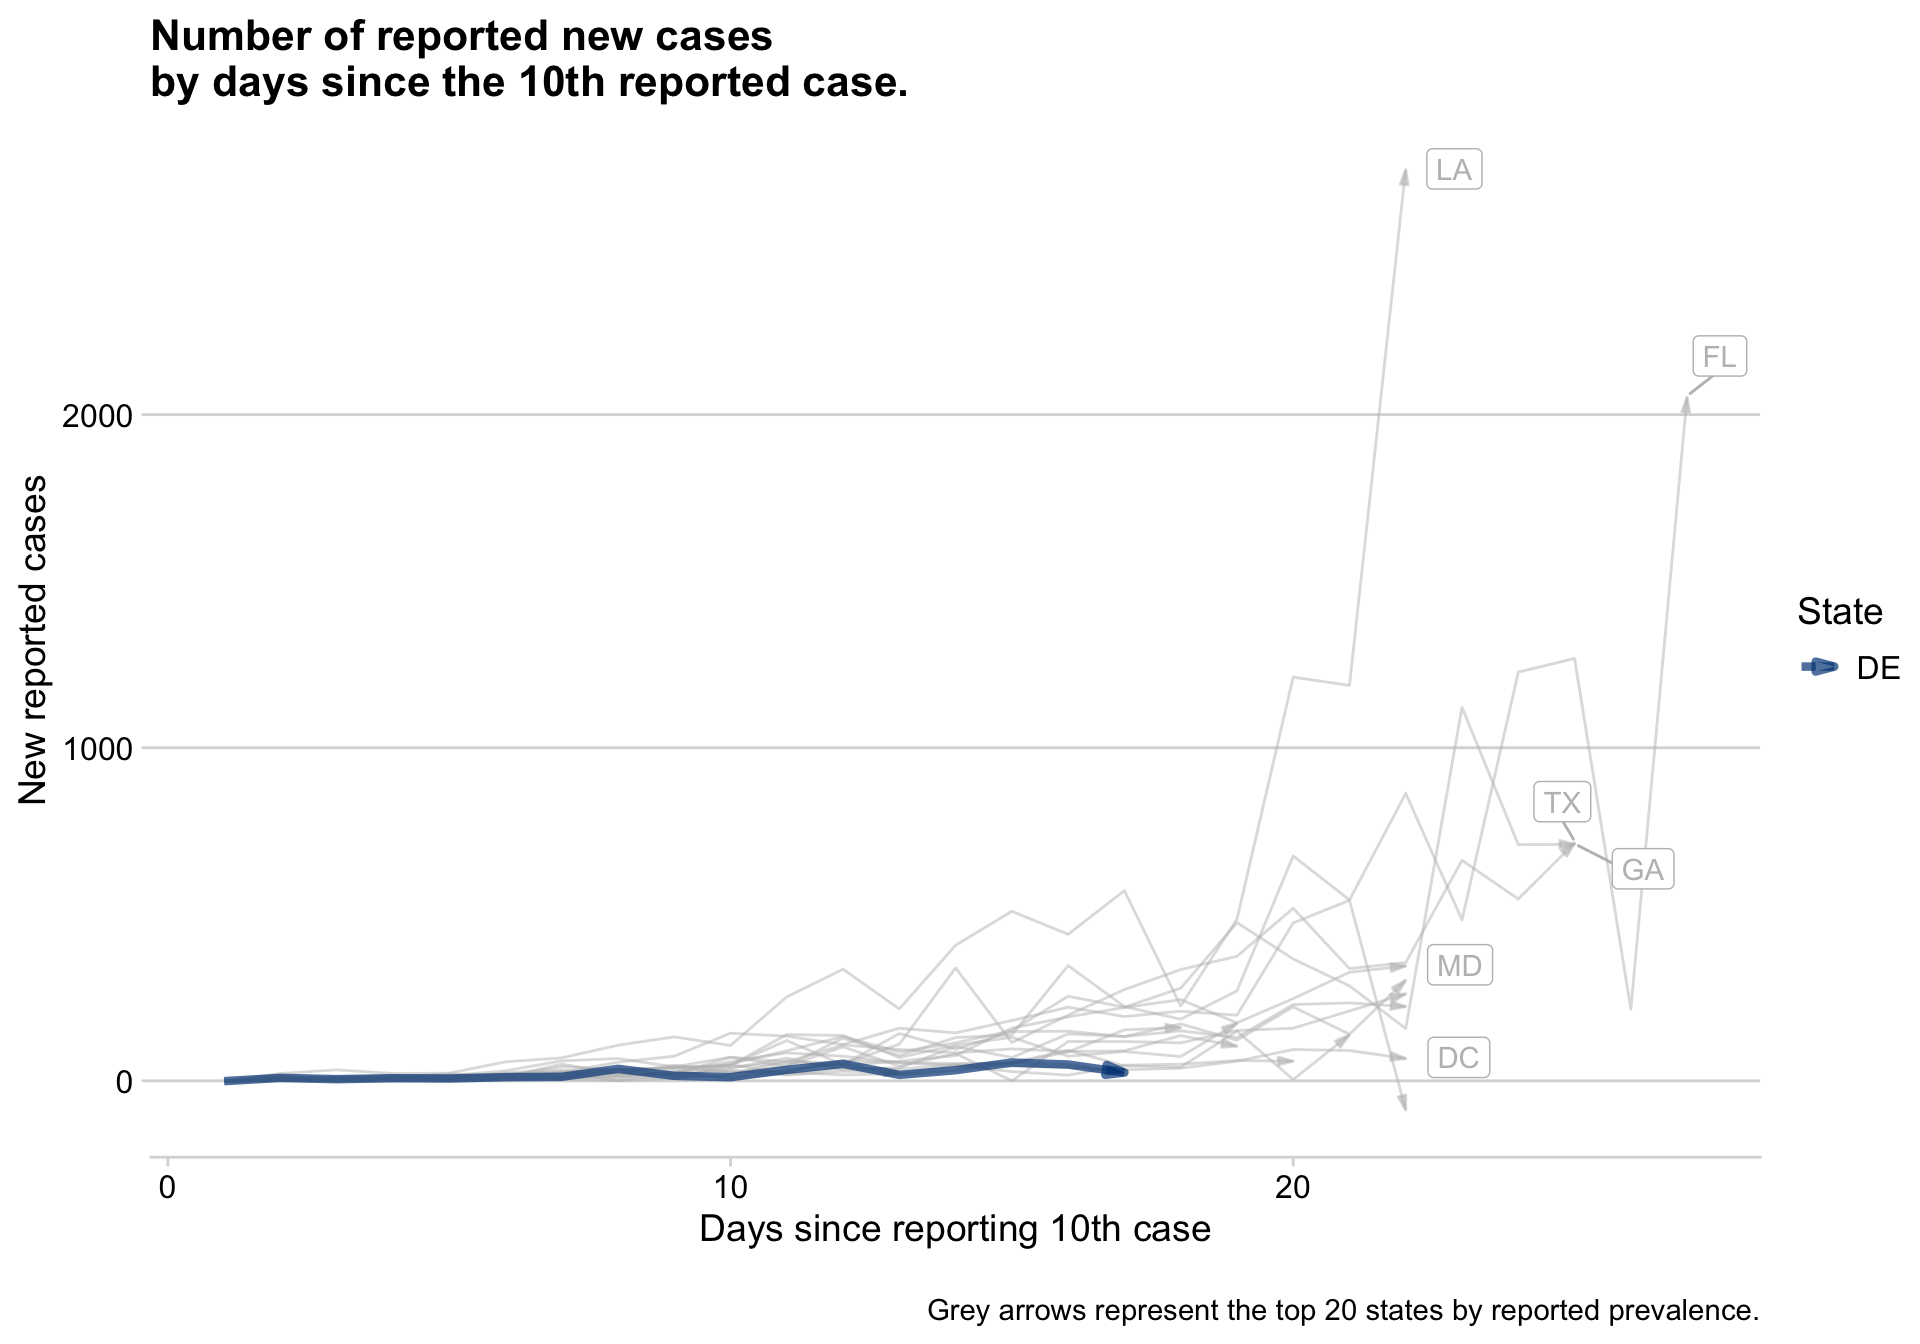 Number of reported new cases
by days since the 10th reported case.
LA
FL
2000
New reported cases
State
DE
1000
TX
GA
MD
DC
0
0
10
20
Days since reporting 10th case
Grey arrows represent the top 20 states by reported prevalence.